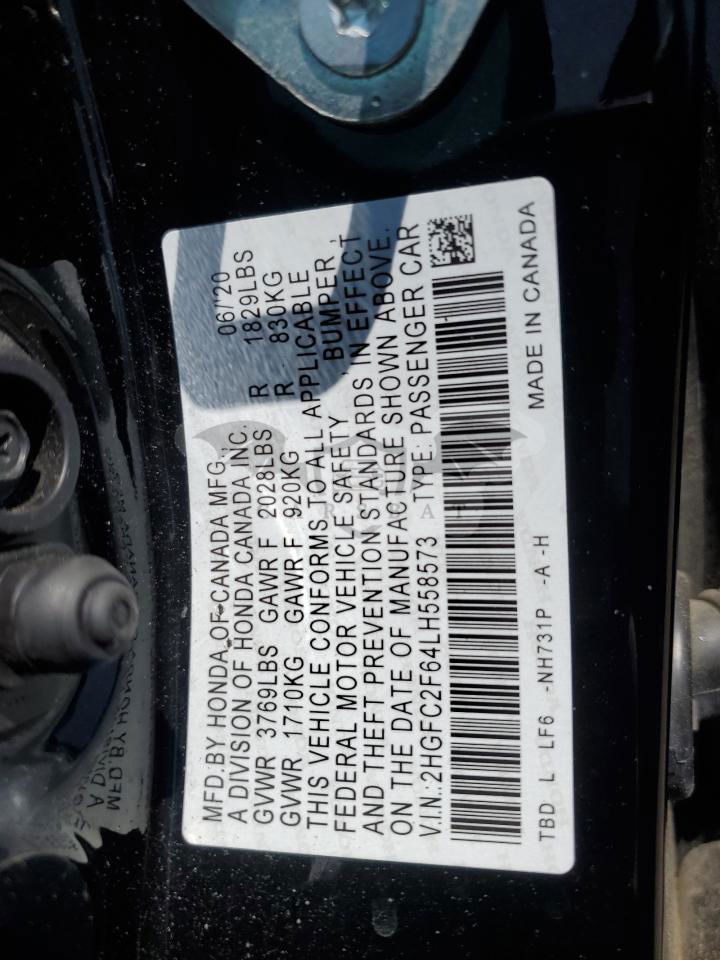 MFD.BY HONDA OF CANADA MFG. 06/20
A DIVISION OF HONDA CANADA INC.
GVWR 3769LBS GAWR F 2028LBS R 1829LBS
GVWR 1710KG GAWR F 920KG R 830KG
THIS VEHICLE CONFORMS TO ALL APPLICABLE
FEDERAL MOTOR VEHICLE SAFETY, BUMPER,
AND THEFT PREVENTION STANDARDS IN EFFECT
ON THE DATE OF MANUFACTURE SHOWN ABOVE.
V.I.N.:2HGFC2F64LH558573 TYPE: PASSENGER CAR
TBD L LF6 -NH731P -A -H MADE IN CANADA